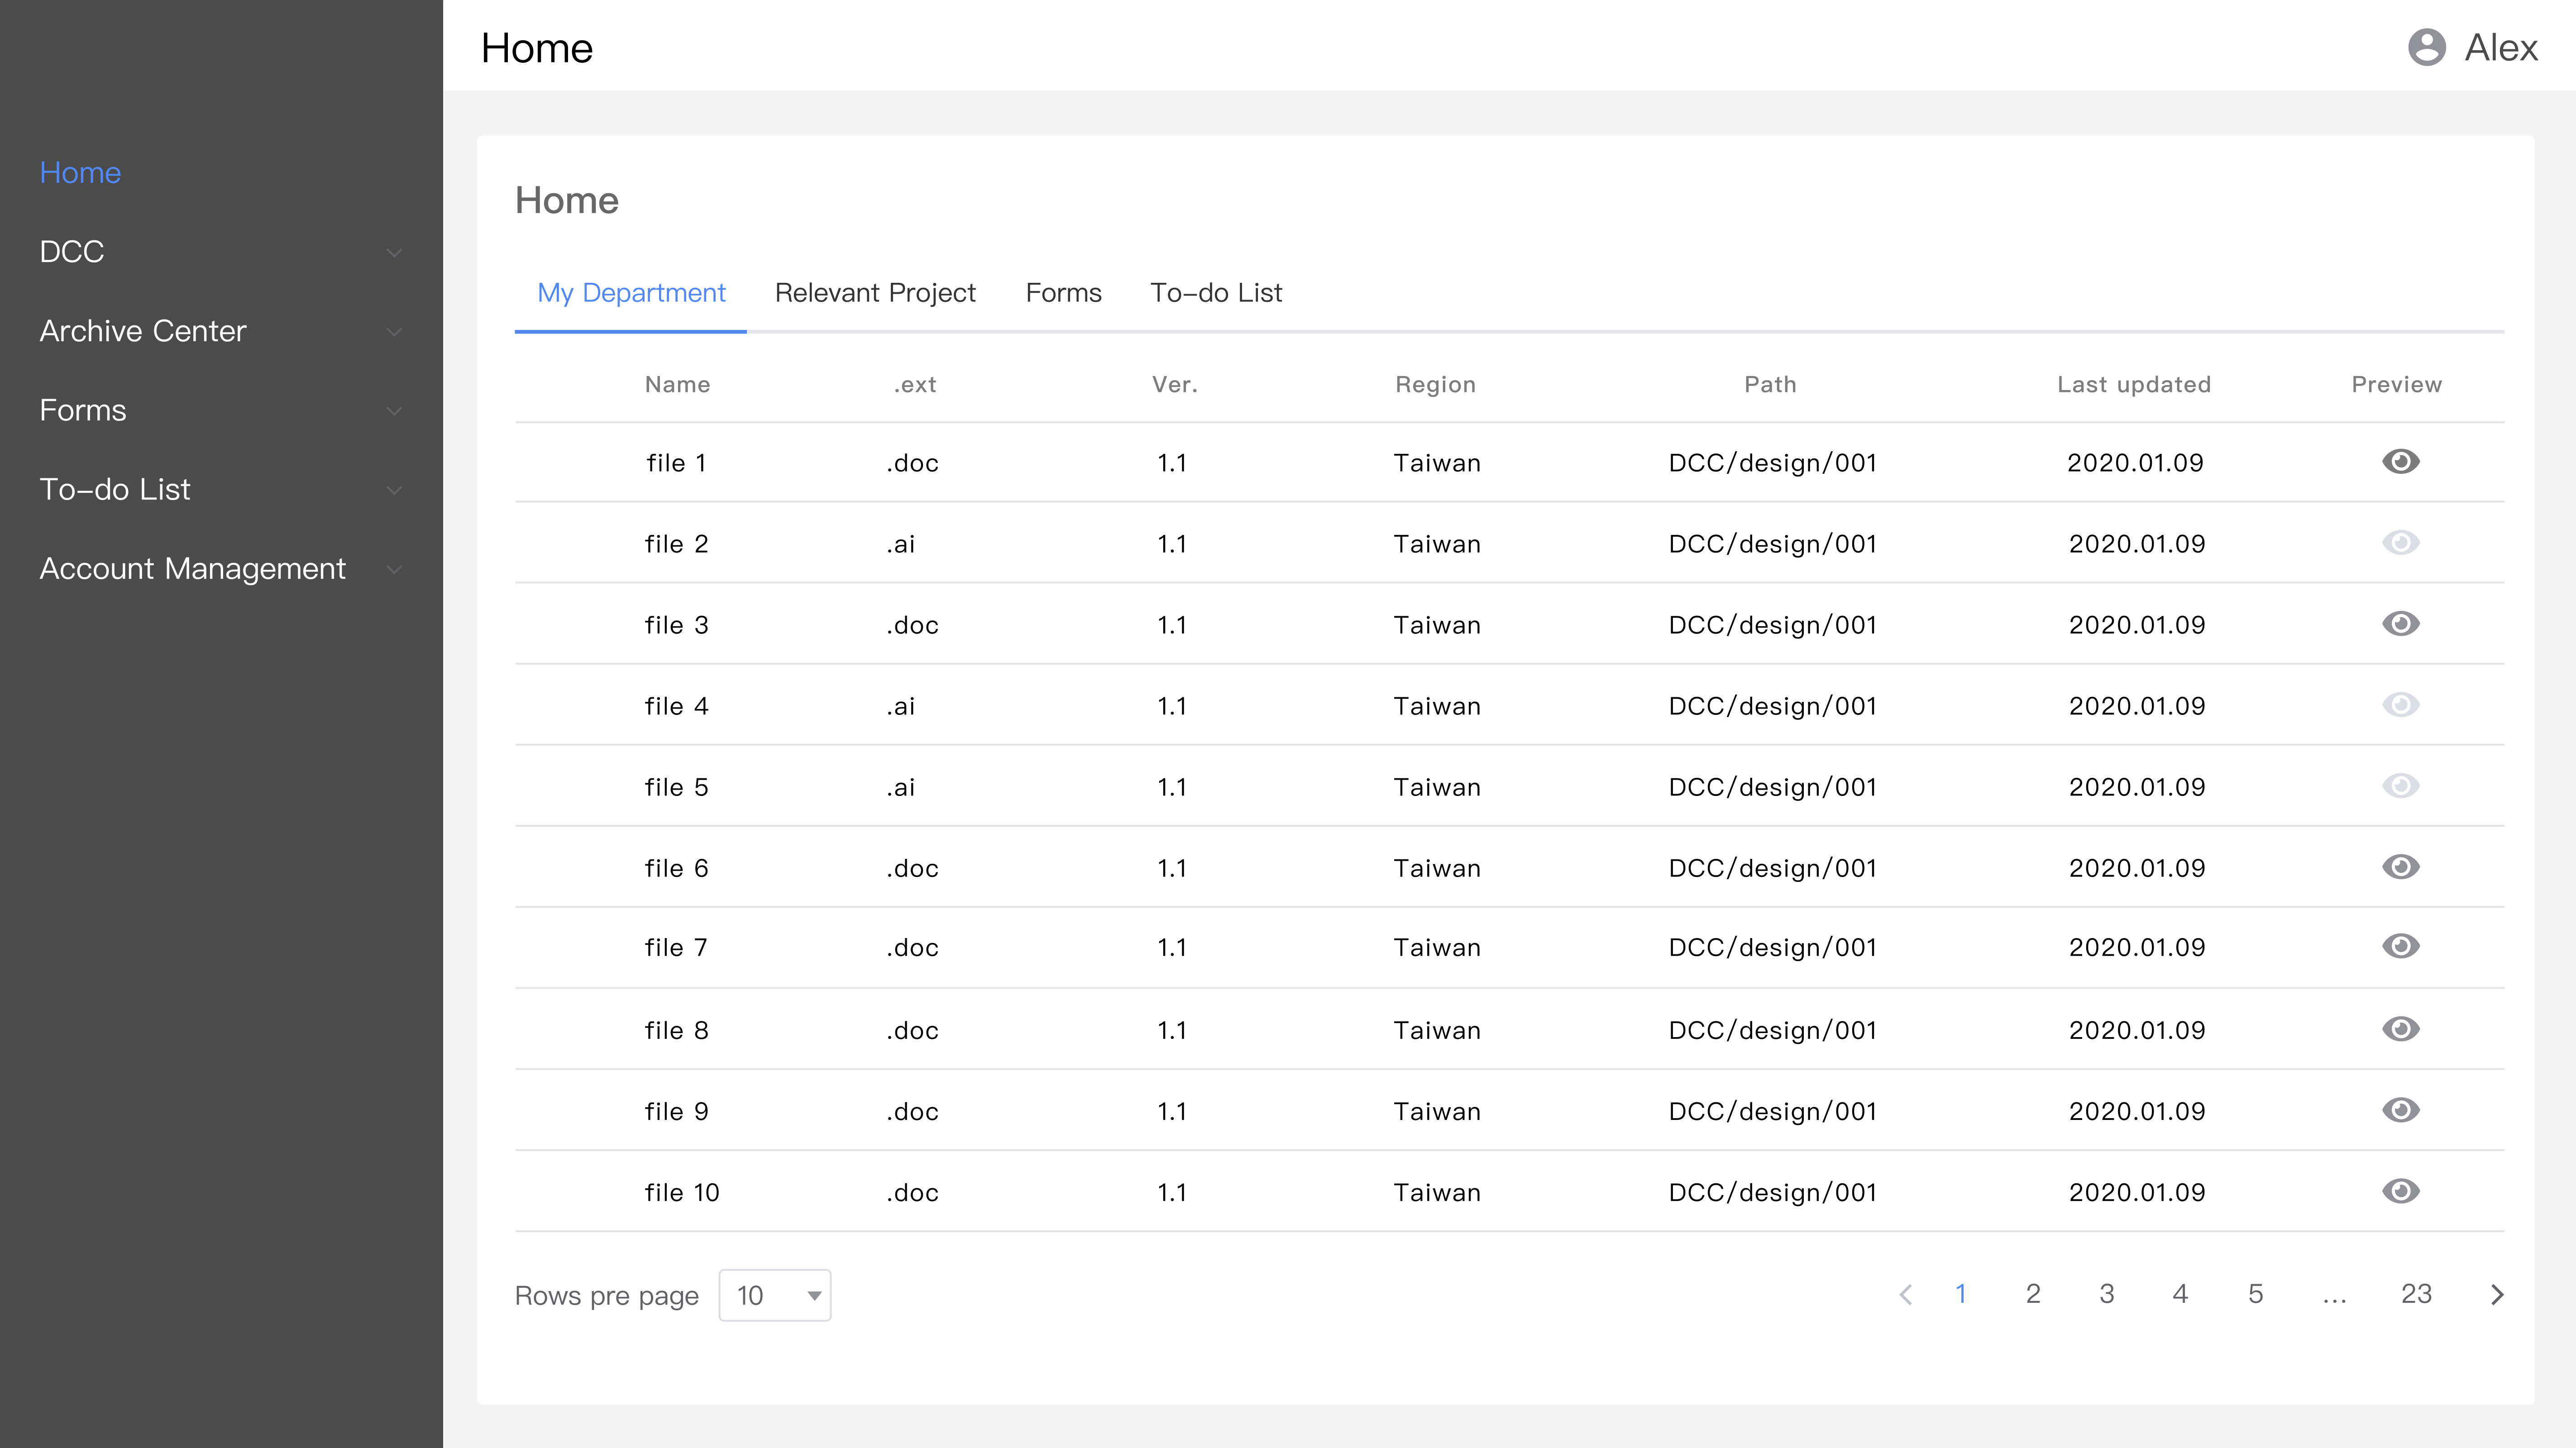 Home
Alex
Home
DCC
Archive Center
Forms
To-do List
Account Management
Home
My Department Relevant Project Forms To-do List
Name .ext Ver. Region Path Last updated Preview
file 1 .doc 1.1 Taiwan DCC/design/001 2020.01.09
file 2 .ai 1.1 Taiwan DCC/design/001 2020.01.09
file 3 .doc 1.1 Taiwan DCC/design/001 2020.01.09
file 4 .ai 1.1 Taiwan DCC/design/001 2020.01.09
file 5 .ai 1.1 Taiwan DCC/design/001 2020.01.09
file 6 .doc 1.1 Taiwan DCC/design/001 2020.01.09
file 7 .doc 1.1 Taiwan DCC/design/001 2020.01.09
file 8 .doc 1.1 Taiwan DCC/design/001 2020.01.09
file 9 .doc 1.1 Taiwan DCC/design/001 2020.01.09
file 10 .doc 1.1 Taiwan DCC/design/001 2020.01.09
Rows pre page 10
1 2 3 4 5 ... 23